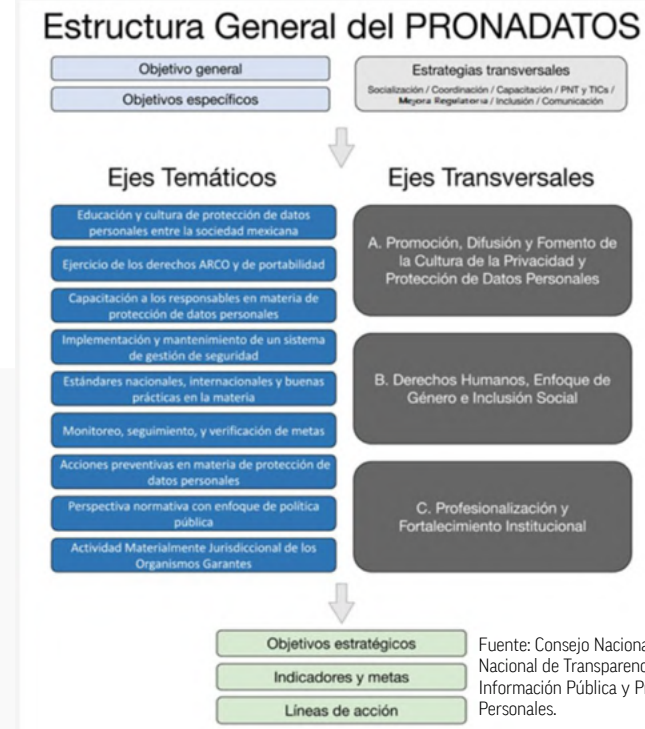 Estructura General del PRONADATOS
Objetivo general
Objetivos específicos
Estrategias transversales
Socialización / Coordinación / Capacitación / PNT y TICs /
Mejora Regulatoria / Inclusión / Comunicación
Ejes Temáticos
Educación y cultura de protección de datos
personales entre la sociedad mexicana
Ejercicio de los derechos ARCO y de portabilidad
Capacitación a los responsables en materia de
protección de datos personales
Implementación y mantenimiento de un sistema
de gestión de seguridad
Estándares nacionales, internacionales y buenas
prácticas en la materia
Monitoreo, seguimiento, y verificación de metas
Acciones preventivas en materia de protección de
datos personales
Perspectiva normativa con enfoque de política
pública
Actividad Materialmente Jurisdiccional de los
Organismos Garantes
Ejes Transversales
A. Promoción, Difusión y Fomento de
la Cultura de la Privacidad y
Protección de Datos Personales
B. Derechos Humanos, Enfoque de
Género e Inclusión Social
C. Profesionalización y
Fortalecimiento Institucional
Objetivos estratégicos
Indicadores y metas
Líneas de acción
Fuente: Consejo Nacional
Nacional de Transparenc
Información Pública y P
Personales.